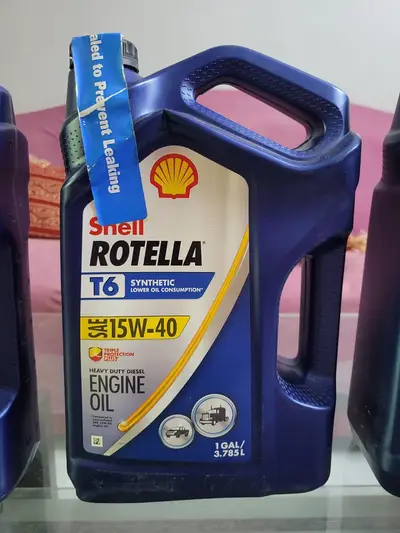 aled to Prevent Leaking
Shell
ROTELLA
T6 SYNTHETIC
LOWER OIL CONSUMPTION*
SAE 15W-40
TRIPLE
PROTECTION
PLUS
HEAVY DUTY DIESEL
ENGINE
OIL
1 GAL/
3.785L